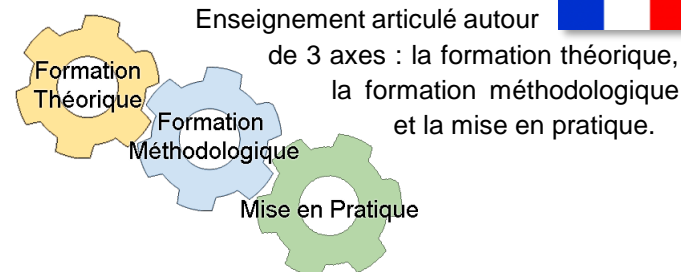 Enseignement articulé autour
de 3 axes : la formation théorique,
la formation méthodologique
et la mise en pratique.
Formation
Théorique
Formation
Méthodologique
Mise en Pratique